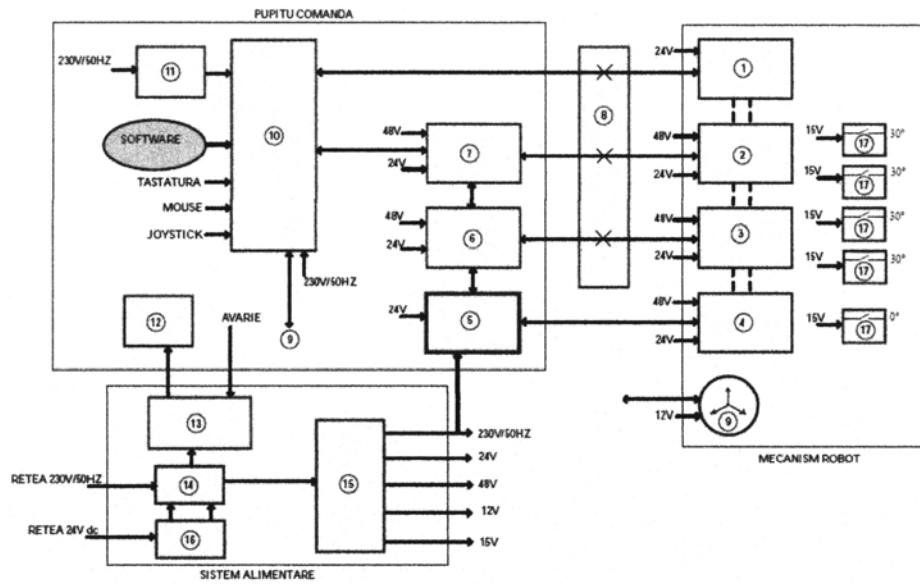 PUPITU COMANDA
MECANISM ROBOT
230V/50HZ
11
10
8
24V
1
SOFTWARE
48V
7
24V
48V
2
24V
15V
17
30°
TASTATURA
15V
17
30°
MOUSE
48V
6
24V
48V
3
24V
15V
17
30°
JOYSTICK
15V
17
30°
230V/50HZ
9
12
AVARIE
24V
5
48V
4
24V
15V
17
0°
13
12V
9
230V/50HZ
RETEA 230V/50HZ
14
15
24V
48V
RETEA 24V dc
16
12V
15V
SISTEM ALIMENTARE